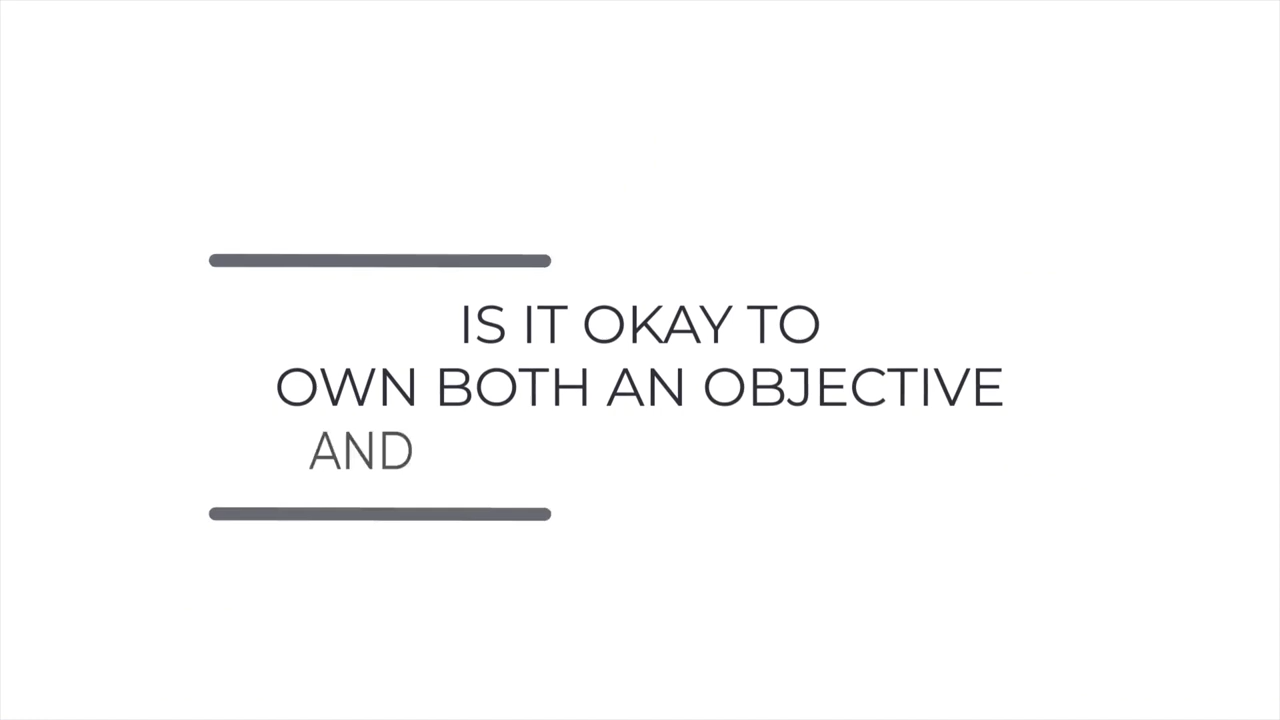 IS IT OKAY TO
OWN BOTH AN OBJECTIVE
AND